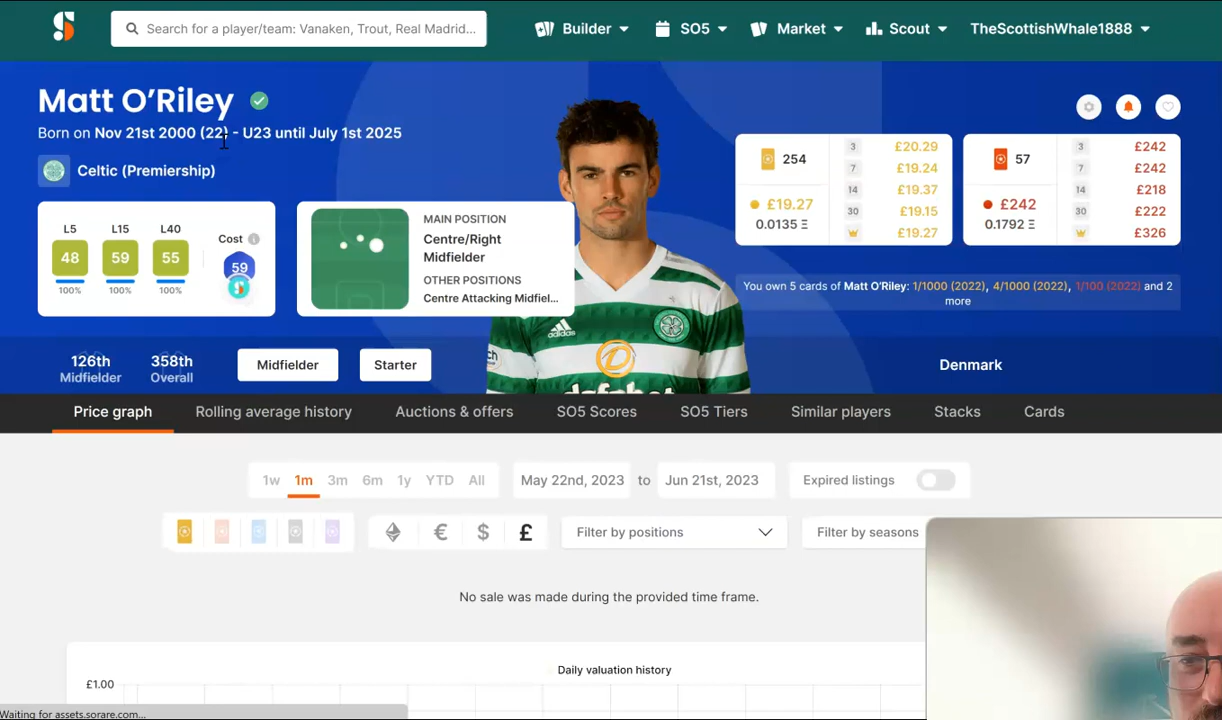 Search for a player/team: Vanaken, Trout, Real Madrid...
Builder
SO5
Market
Scout
TheScottishWhale1888
Matt O'Riley
Born on Nov 21st 2000 (22) - U23 until July 1st 2025
Celtic (Premiership)
L5 L15 L40
Cost
48 59 55
59
100% 100% 100%
MAIN POSITION
Centre/Right
Midfielder
OTHER POSITIONS
Centre Attacking Midfiel...
254
£19.27
0.0135 Ξ
3 £20.29
7 £19.24
14 £19.37
30 £19.15
£19.27
57
£242
0.1792 Ξ
3 £242
7 £242
14 £218
30 £222
£326
You own 5 cards of Matt O'Riley: 1/1000 (2022), 4/1000 (2022), 1/100 (2022) and 2
more
adidas
dafabet
126th
Midfielder
358th
Overall
Midfielder
Starter
Denmark
Price graph
Rolling average history
Auctions & offers
SO5 Scores
SO5 Tiers
Similar players
Stacks
Cards
1w 1m 3m 6m 1y YTD All
May 22nd, 2023 to Jun 21st, 2023
Expired listings
€ $ £
Filter by positions
Filter by seasons
No sale was made during the provided time frame.
Daily valuation history
£1.00
Waiting for assets.sorare.com...